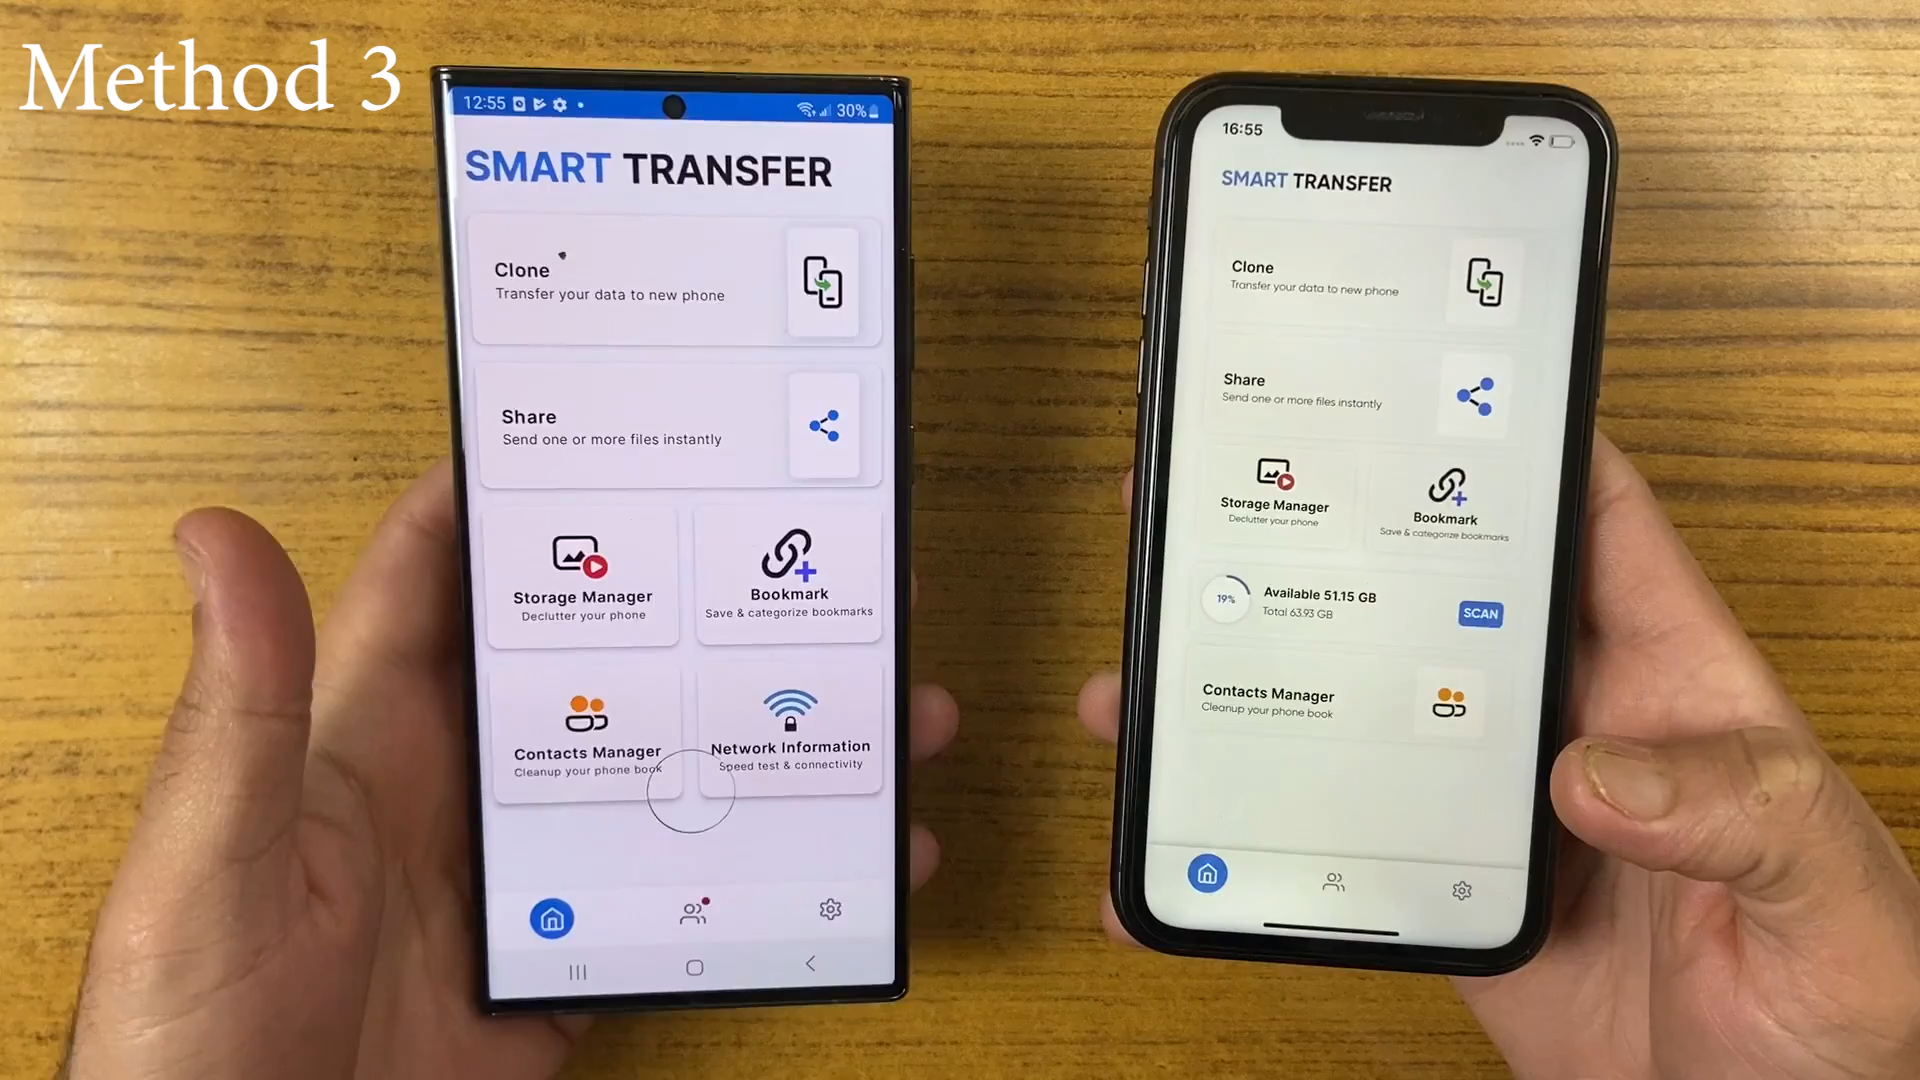 Method 3
12:55
30%
SMART TRANSFER
Clone
Transfer your data to new phone
Share
Send one or more files instantly
Storage Manager
Declutter your phone
Bookmark
Save & categorize bookmarks
Contacts Manager
Cleanup your phone book
Network Information
Speed test & connectivity
16:55
SMART TRANSFER
Clone
Transfer your data to new phone
Share
Send one or more files instantly
Storage Manager
Declutter your phone
Bookmark
Save & categorize bookmarks
19%
Available 51.15 GB
Total 63.93 GB
SCAN
Contacts Manager
Cleanup your phone book